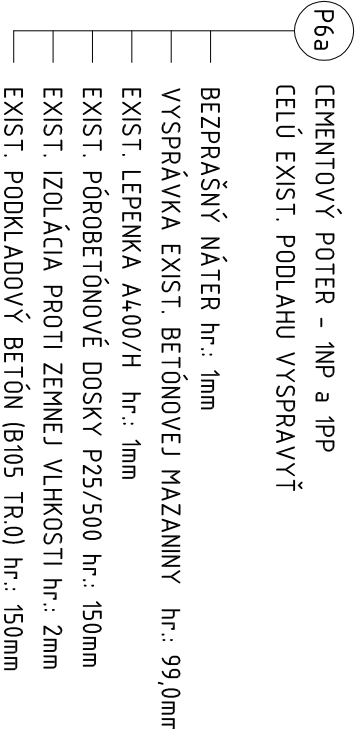 P6a
CEMENTOVÝ POTER - 1NP a 1PP
CELÚ EXIST. PODLAHU VYSPRAVYŤ
BEZPRAŠNÝ NÁTER hr.: 1mm
VYSPRÁVKA EXIST. BETÓNOVEJ MAZANINY hr.: 99,0mm
EXIST. LEPENKA A400/H hr.: 1mm
EXIST. PÓROBETÓNOVÉ DOSKY P25/500 hr.: 150mm
EXIST. IZOLÁCIA PROTI ZEMNEJ VLHKOSTI hr.: 2mm
EXIST. PODKLADOVÝ BETÓN (B105 TR.0) hr.: 150mm